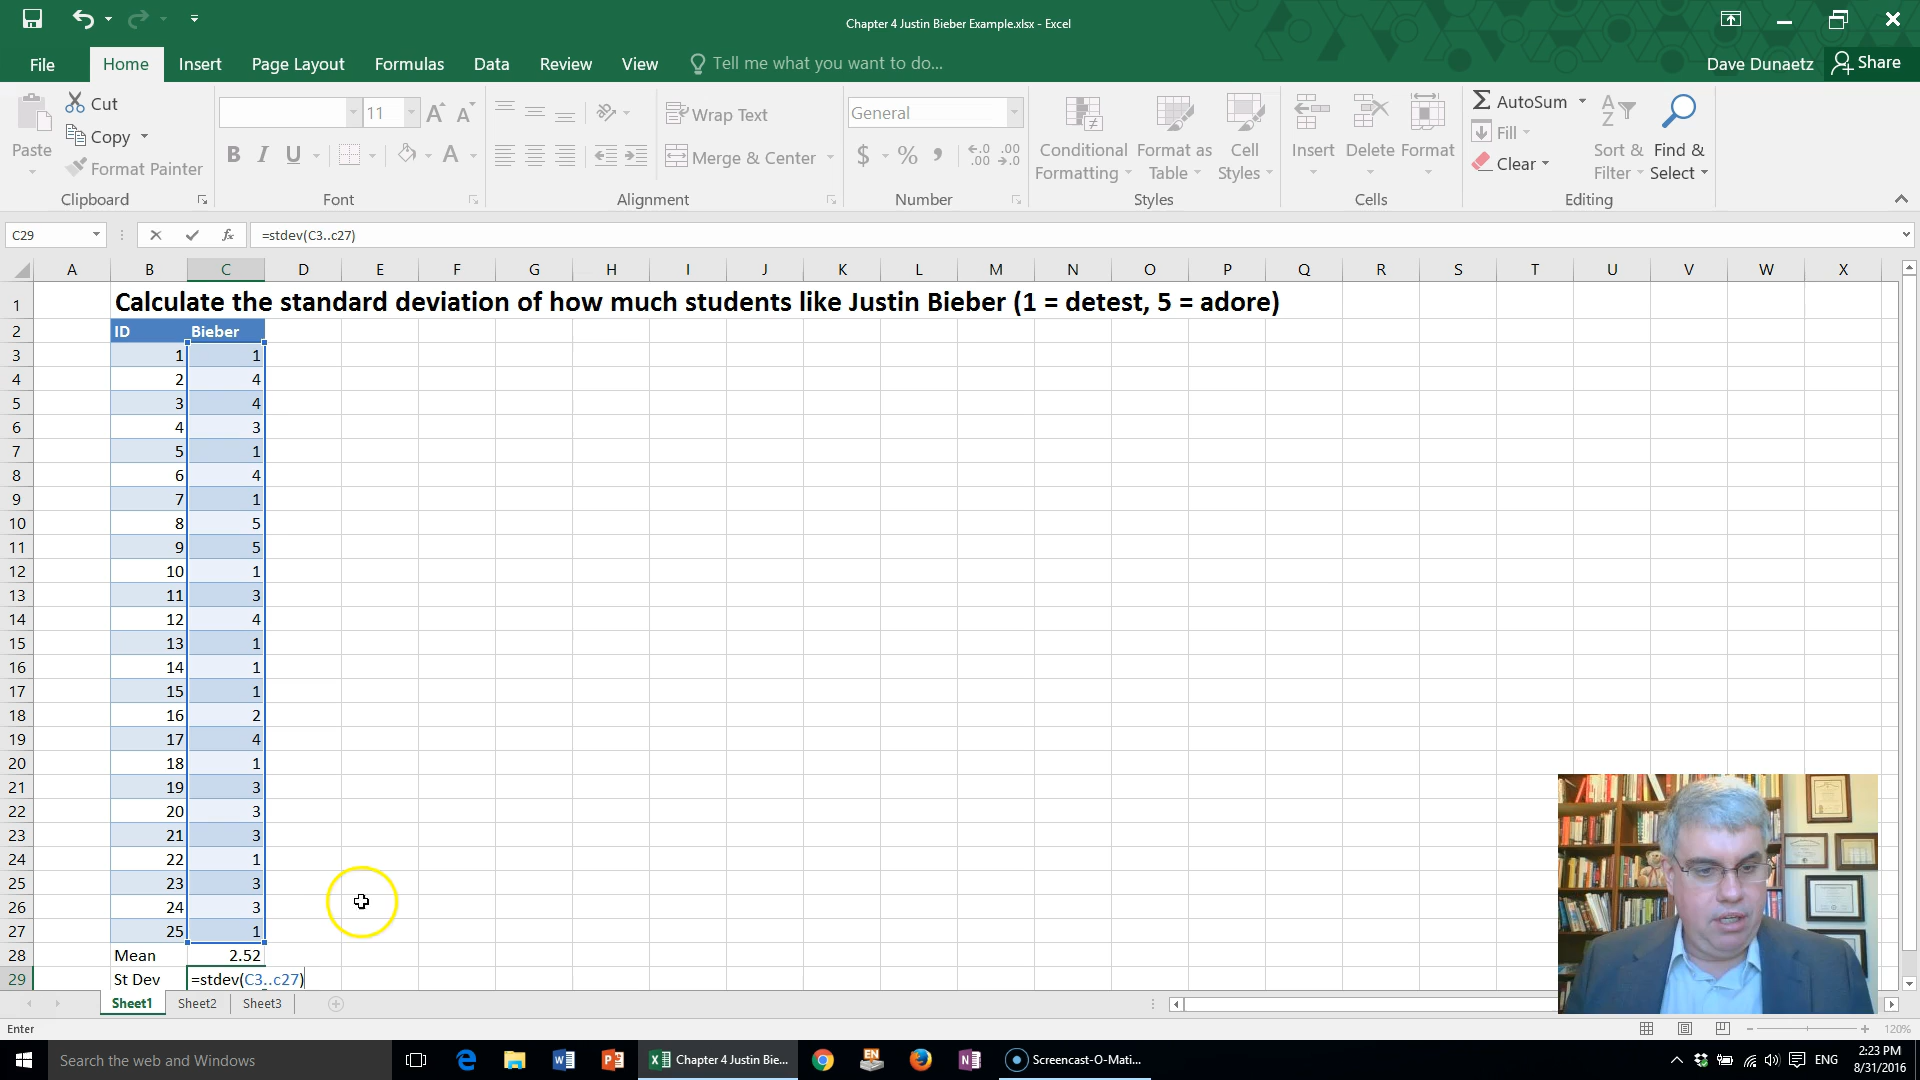 Chapter 4 Justin Bieber Example.xlsx - Excel
File Home Insert Page Layout Formulas Data Review View Tell me what you want to do... Dave Dunaetz Share
Paste Cut Copy Format Painter Clipboard
11 A A B I U A Font
Wrap Text Merge & Center Alignment
General $ % , .0 .00 .00 .0 Number
Conditional Formatting Format as Table Cell Styles Styles
Insert Delete Format Cells
AutoSum Fill Clear Sort & Filter Find & Select Editing
C29 fx =stdev(C3..c27)
A B C D E F G H I J K L M N O P Q R S T U V W X
1 Calculate the standard deviation of how much students like Justin Bieber (1 = detest, 5 = adore)
2 ID Bieber
3 1 1
4 2 4
5 3 4
6 4 3
7 5 1
8 6 4
9 7 1
10 8 5
11 9 5
12 10 1
13 11 3
14 12 4
15 13 1
16 14 1
17 15 1
18 16 2
19 17 4
20 18 1
21 19 3
22 20 3
23 21 3
24 22 1
25 23 3
26 24 3
27 25 1
28 Mean 2.52
29 St Dev =stdev(C3..c27)
Sheet1 Sheet2 Sheet3
Enter 120%
Search the web and Windows Chapter 4 Justin Bie... EN Screencast-O-Mati... ENG 2:23 PM
8/31/2016